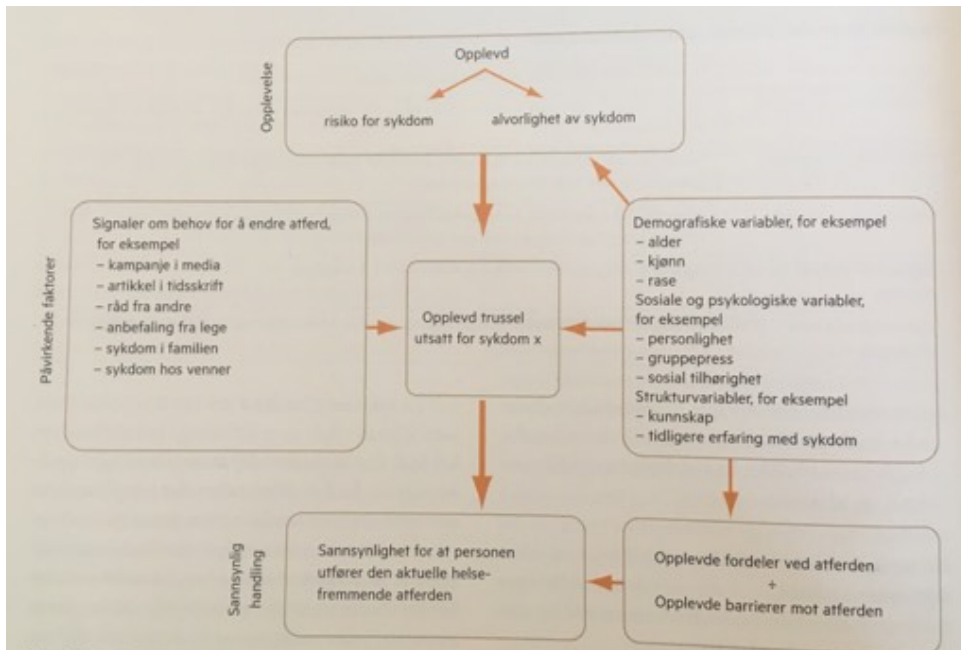 Opplevelse
Opplevd
risiko for sykdom
alvorlighet av sykdom
Påvirkende faktorer
Signaler om behov for å endre atferd,
for eksempel
– kampanje i media
– artikkel i tidsskrift
– råd fra andre
– anbefaling fra lege
– sykdom i familien
– sykdom hos venner
Opplevd trussel
utsatt for sykdom x
Demografiske variabler, for eksempel
– alder
– kjønn
– rase
Sosiale og psykologiske variabler,
for eksempel
– personlighet
– gruppepress
– sosial tilhørighet
Strukturvariabler, for eksempel
– kunnskap
– tidligere erfaring med sykdom
Sannsynlig
handling
Sannsynlighet for at personen
utfører den aktuelle helse-
fremmende atferden
Opplevde fordeler ved atferden
+
Opplevde barrierer mot atferden